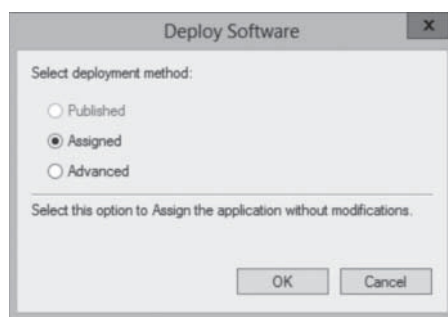 Deploy Software
x
Select deployment method:
Published
Assigned
Advanced
Select this option to Assign the application without modifications.
OK
Cancel